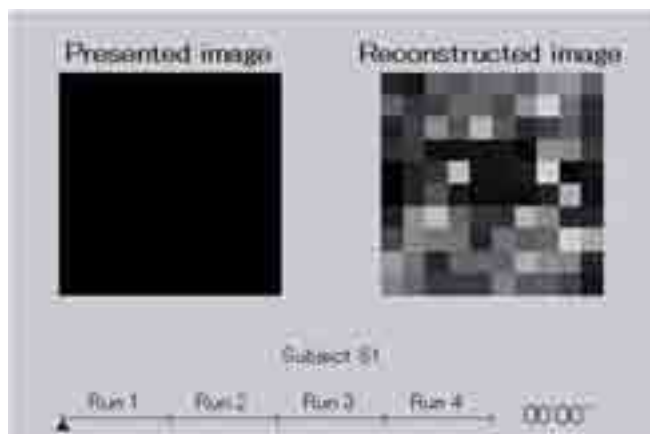 Presented image
Reconstructed image
Subject S1
Run 1 Run 2 Run 3 Run 4
00:00"